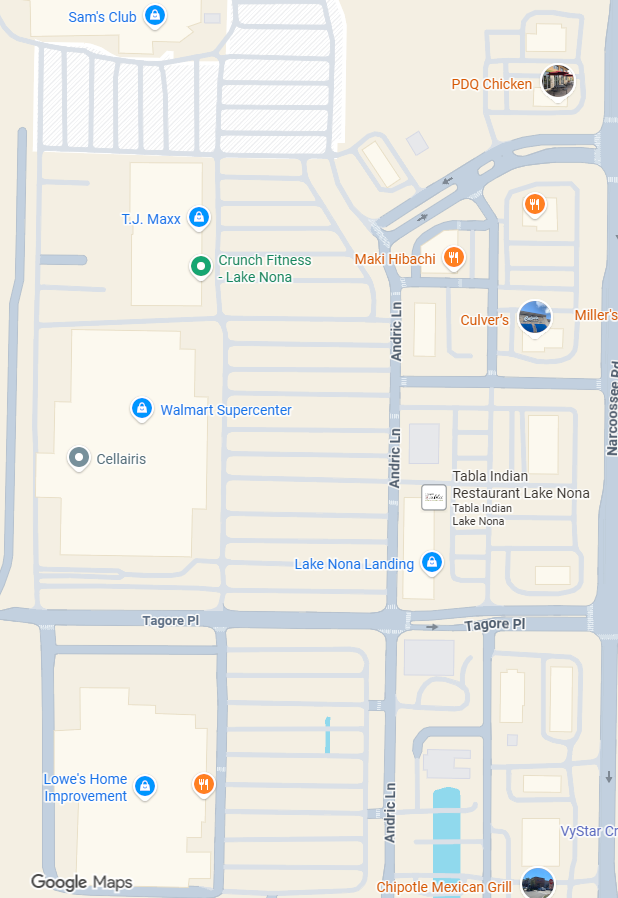 Sam's Club
PDQ Chicken
T.J. Maxx
Crunch Fitness
- Lake Nona
Maki Hibachi
Culver's
Miller's
Andric Ln
Narcoossee Rd
Walmart Supercenter
Andric Ln
Cellairis
Tabla Indian
Restaurant Lake Nona
Tabla Indian
Lake Nona
Lake Nona Landing
Tagore Pl
Tagore Pl
Lowe's Home
Improvement
Andric Ln
VyStar Cr
Google Maps
Chipotle Mexican Grill